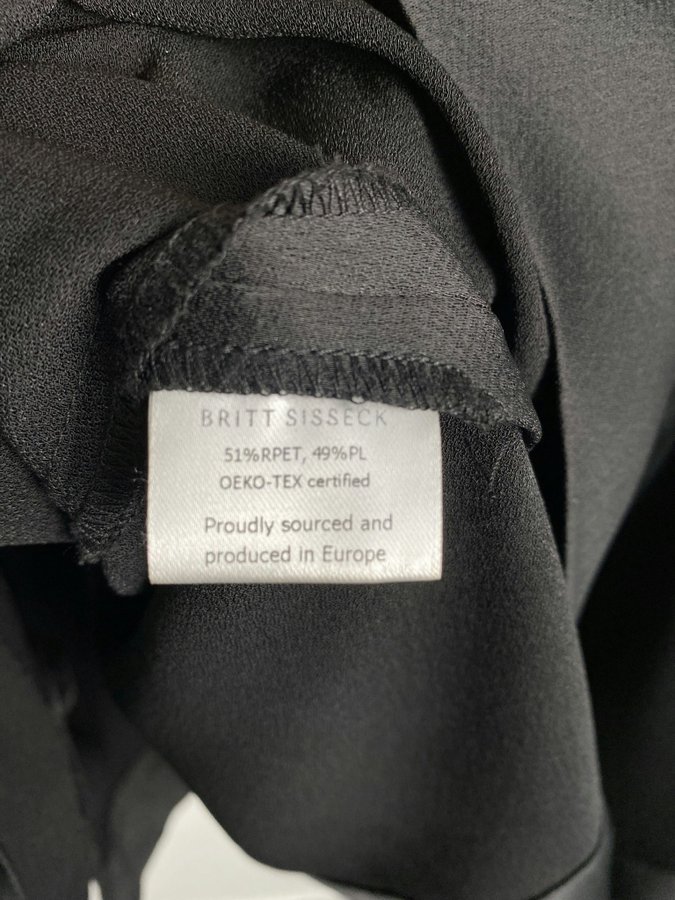 BRITT SISSECK
51%RPET, 49%PL
OEKO-TEX certified
Proudly sourced and
produced in Europe